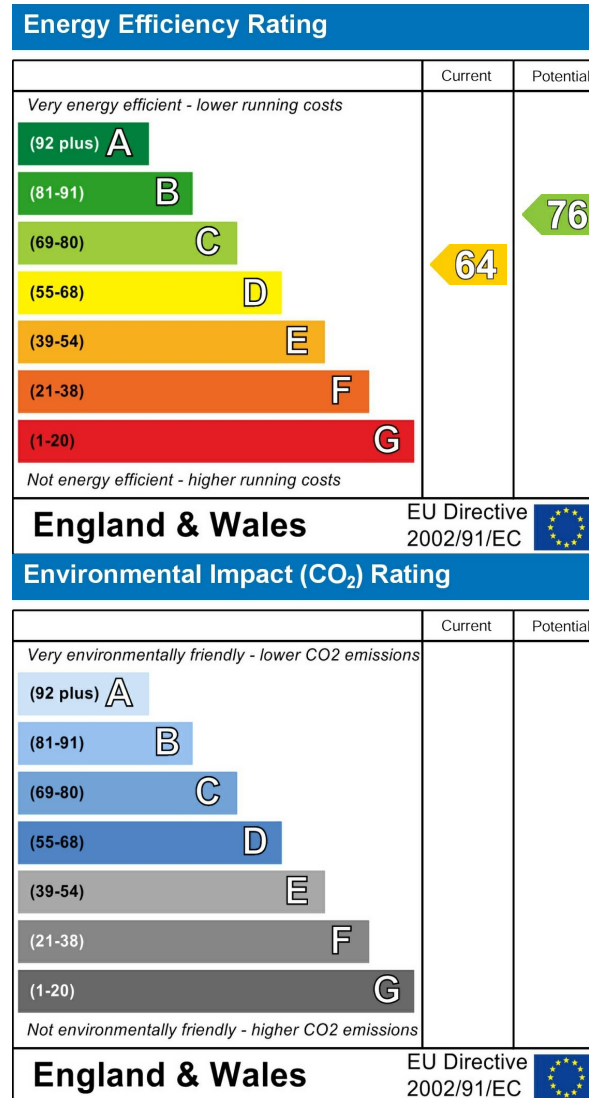 Energy Efficiency Rating
Current Potential
Very energy efficient - lower running costs
(92 plus) A
(81-91) B
(69-80) C
(55-68) D
(39-54) E
(21-38) F
(1-20) G
64
76
Not energy efficient - higher running costs
England & Wales
EU Directive
2002/91/EC
Environmental Impact (CO₂) Rating
Current Potential
Very environmentally friendly - lower CO2 emissions
(92 plus) A
(81-91) B
(69-80) C
(55-68) D
(39-54) E
(21-38) F
(1-20) G
Not environmentally friendly - higher CO2 emissions
England & Wales
EU Directive
2002/91/EC